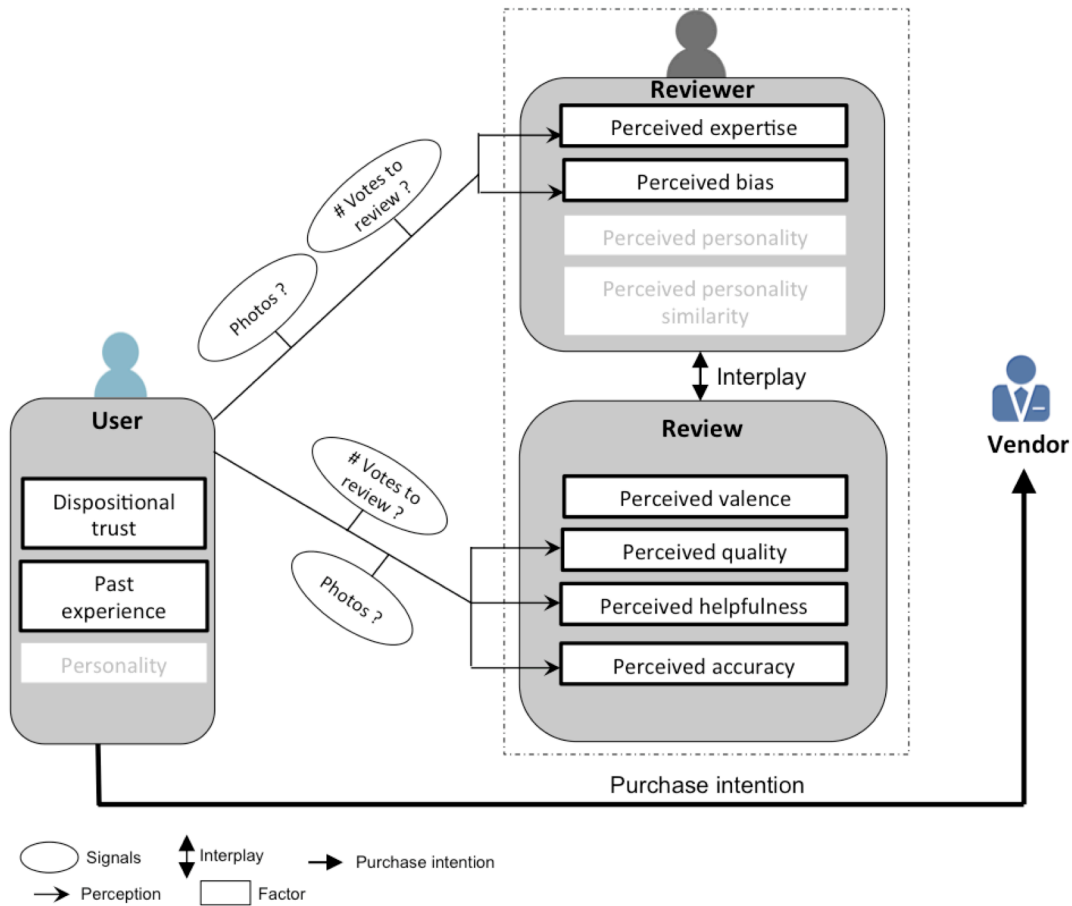 Reviewer
Perceived expertise
Perceived bias
Perceived personality
Perceived personality
similarity
# Votes to
review ?
Photos ?
Interplay
User
Dispositional
trust
Past
experience
Personality
# Votes to
review ?
Photos ?
Review
Perceived valence
Perceived quality
Perceived helpfulness
Perceived accuracy
Vendor
Purchase intention
Signals
Interplay
Purchase intention
Perception
Factor